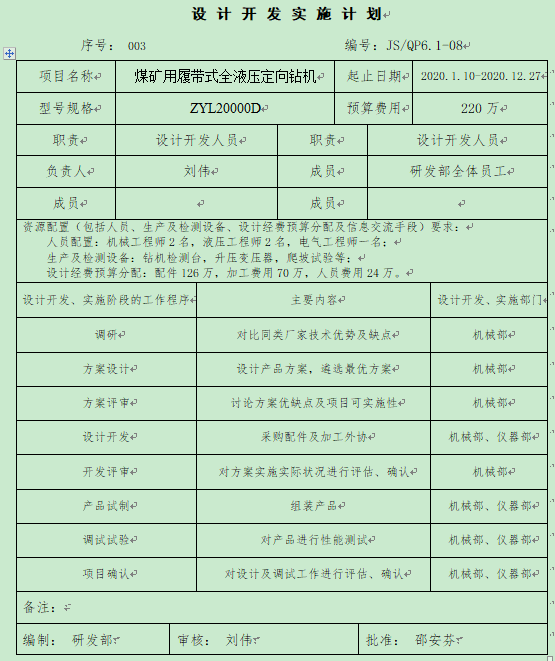 设 计 开 发 实 施 计 划
序号： 003 编号：JS/QP6.1-08
项目名称 煤矿用履带式全液压定向钻机 起止日期 2020.1.10-2020.12.27
型号规格 ZYL20000D 预算费用 220 万
职责 设计开发人员 职责 设计开发人员
负责人 刘伟 成员 研发部全体员工
成员 成员
资源配置（包括人员、生产及检测设备、设计经费预算分配及信息交流手段）要求：
人员配置：机械工程师 2 名，液压工程师 2 名，电气工程师一名；
生产及检测设备：钻机检测台，升压变压器，爬坡试验等；
设计经费预算分配：配件 126 万，加工费用 70 万，人员费用 24 万。
设计开发、实施阶段的工作程序 主要内容 设计开发、实施部门
调研 对比同类厂家技术优势及缺点 机械部
方案设计 设计产品方案，遴选最优方案 机械部
方案评审 讨论方案优缺点及项目可实施性 机械部
设计开发 采购配件及加工外协 机械部、仪器部
开发评审 对方案实施实际状况进行评估、确认 机械部
产品试制 组装产品 机械部、仪器部
调试试验 对产品进行性能测试 机械部、仪器部
项目确认 对设计及调试工作进行评估、确认 机械部、仪器部
备注：
编制： 研发部 审核： 刘伟 批准： 邵安芬